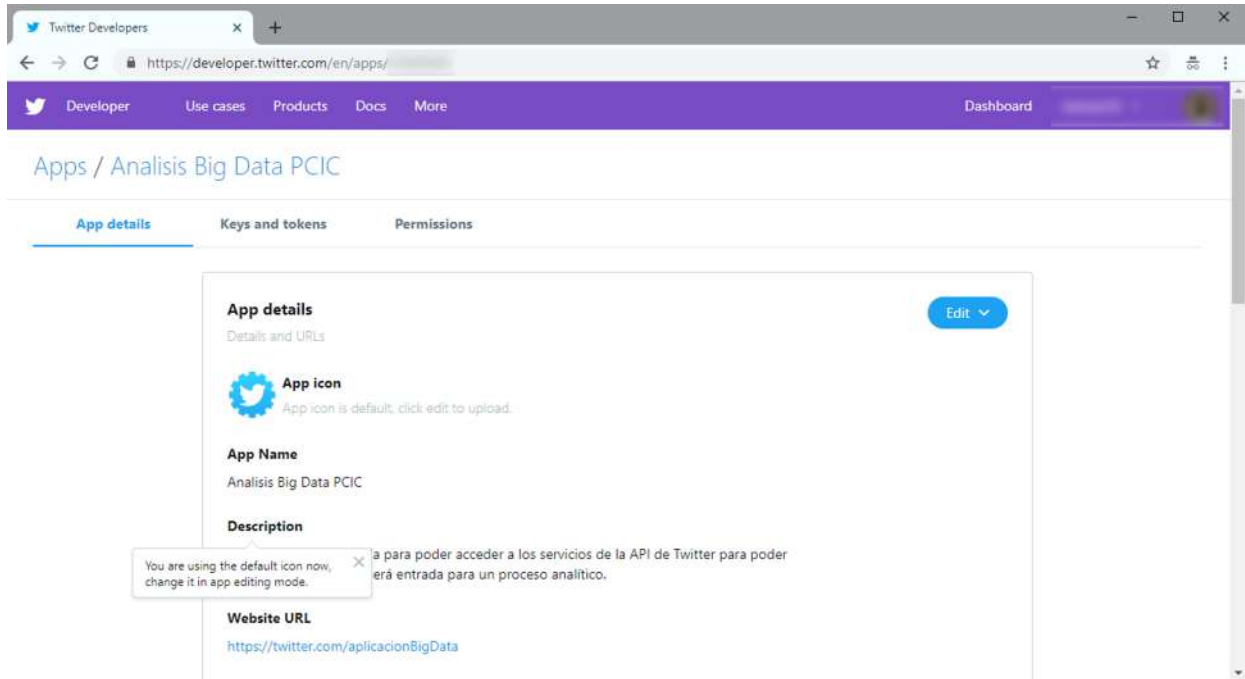 Twitter Developers
https://developer.twitter.com/en/apps/
Developer Use cases Products Docs More Dashboard
Apps / Analisis Big Data PCIC
App details Keys and tokens Permissions
App details
Edit
Details and URLs
App icon
App icon is default, click edit to upload.
App Name
Analisis Big Data PCIC
Description
a para poder acceder a los servicios de la API de Twitter para poder
erá entrada para un proceso analítico.
You are using the default icon now,
change it in app editing mode.
Website URL
https://twitter.com/aplicacionBigData